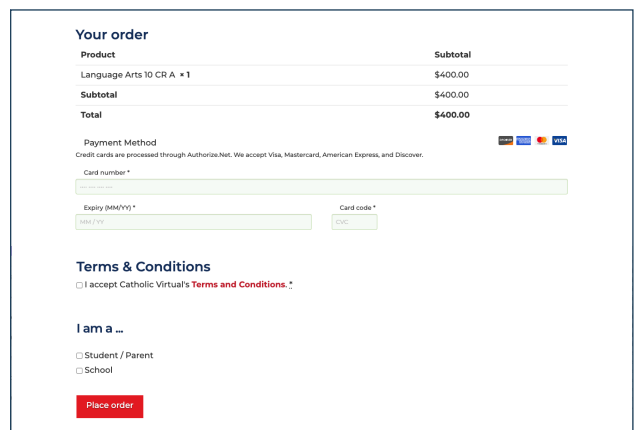 Your order
Product Subtotal
Language Arts 10 CR A × 1 $400.00
Subtotal $400.00
Total $400.00
Payment Method
VISA
Credit cards are processed through Authorize.Net. We accept Visa, Mastercard, American Express, and Discover.
Card number *
Expiry (MM/YY) * Card code *
MM / YY CVC
Terms & Conditions
I accept Catholic Virtual's Terms and Conditions. *
I am a ...
Student / Parent
School
Place order